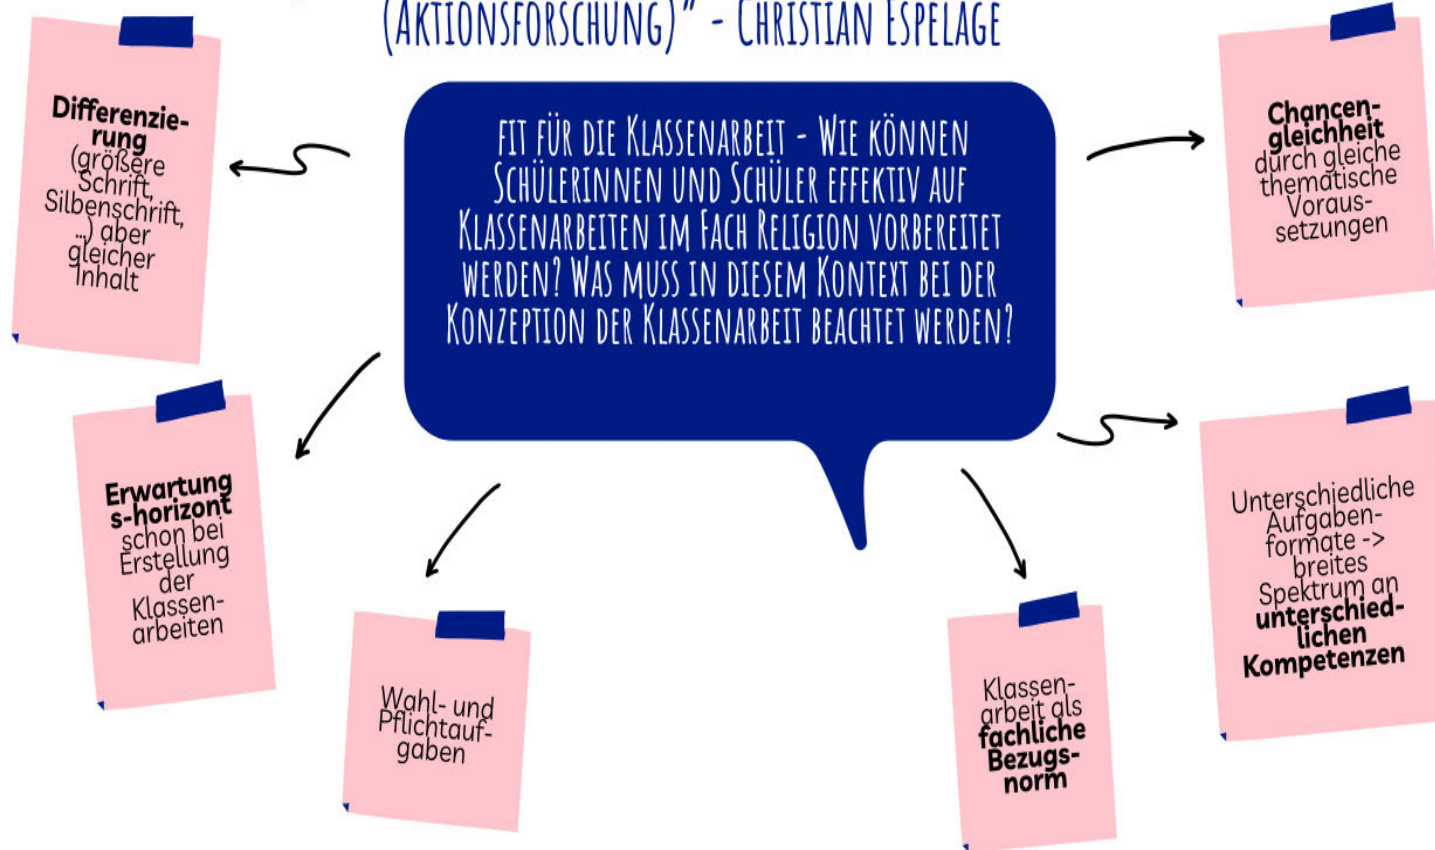 (Aktionsforschung)" - Christian Espelage
fit für die Klassenarbeit - Wie können
Schülerinnen und Schüler effektiv auf
Klassenarbeiten im Fach Religion vorbereitet
werden? Was muss in diesem Kontext bei der
Konzeption der Klassenarbeit beachtet werden?
Differenzie-
rung
(größere
Schrift,
Silbenschrift,
...) aber
gleicher
Inhalt
Chancen-
gleichheit
durch gleiche
thematische
Voraus-
setzungen
Erwartung
s-horizont
schon bei
Erstellung
der
Klassen-
arbeiten
Wahl- und
Pflichtauf-
gaben
Klassen-
arbeit als
fachliche
Bezugs-
norm
Unterschiedliche
Aufgaben-
formate ->
breites
Spektrum an
unterschied-
lichen
Kompetenzen